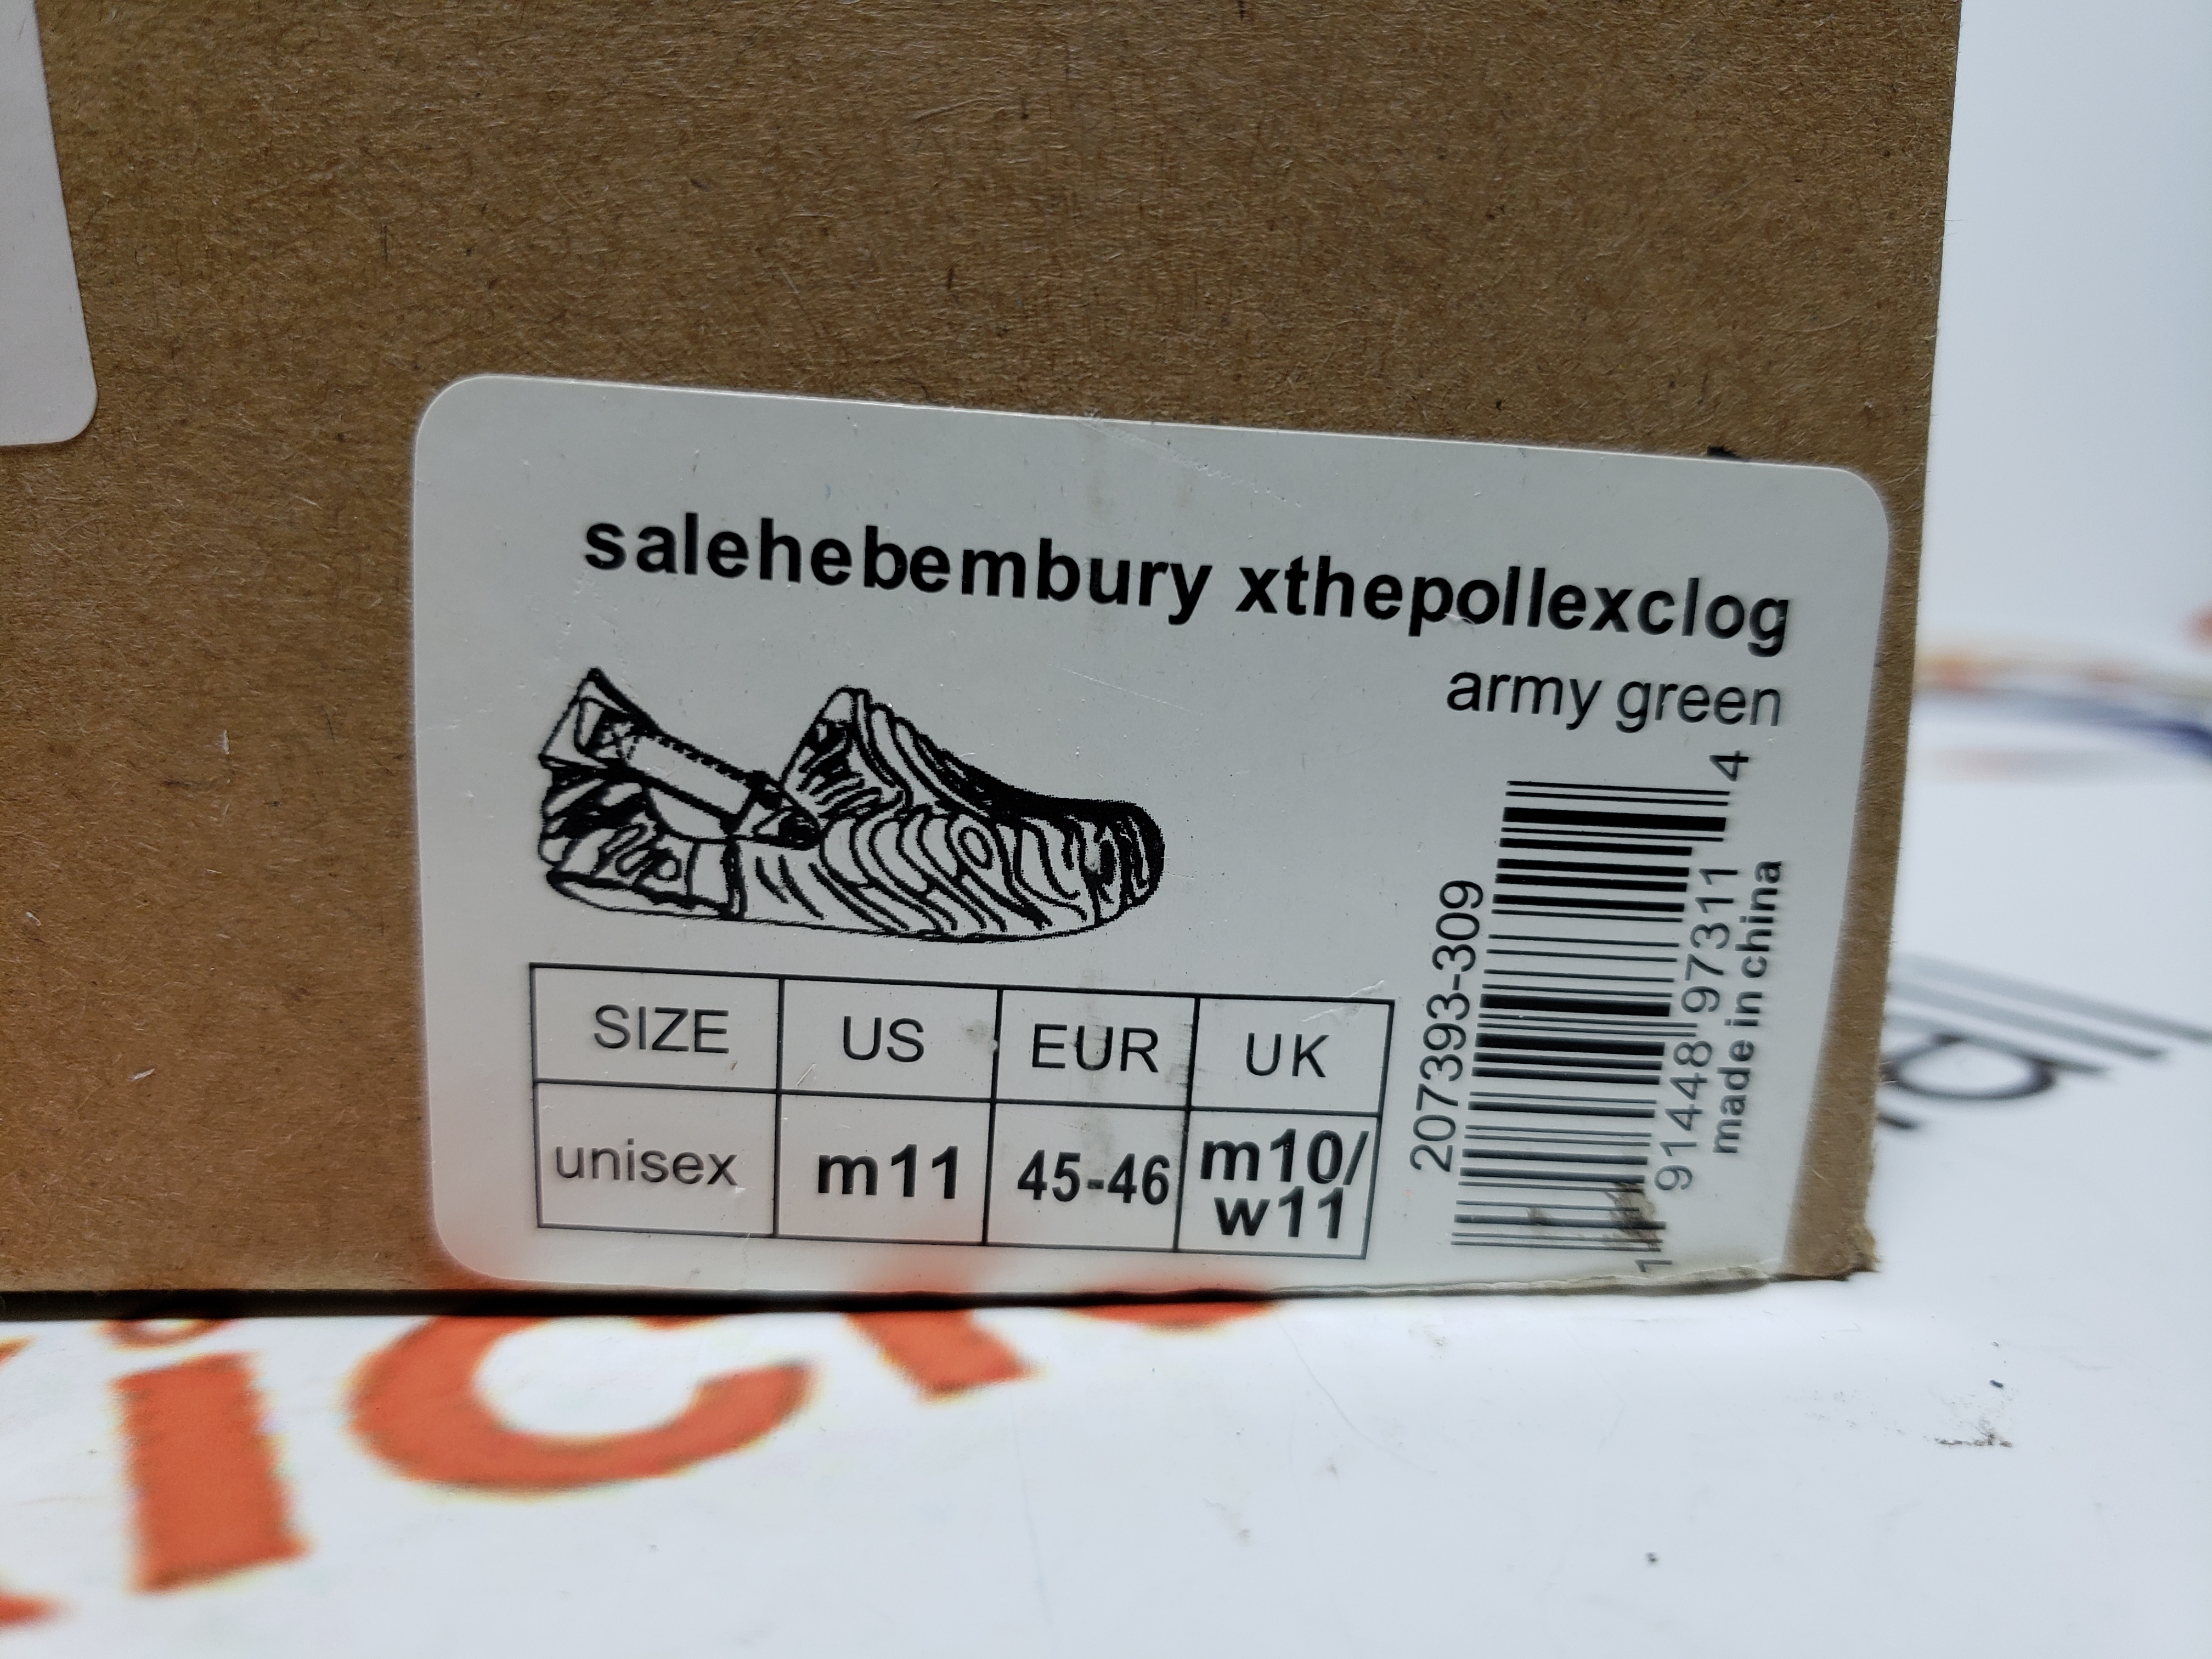 salehebembury xthepollexclog
army green
SIZE US EUR UK
unisex m11 45-46 m10/
w11
207393-309
1 91448 97311 4
made in china